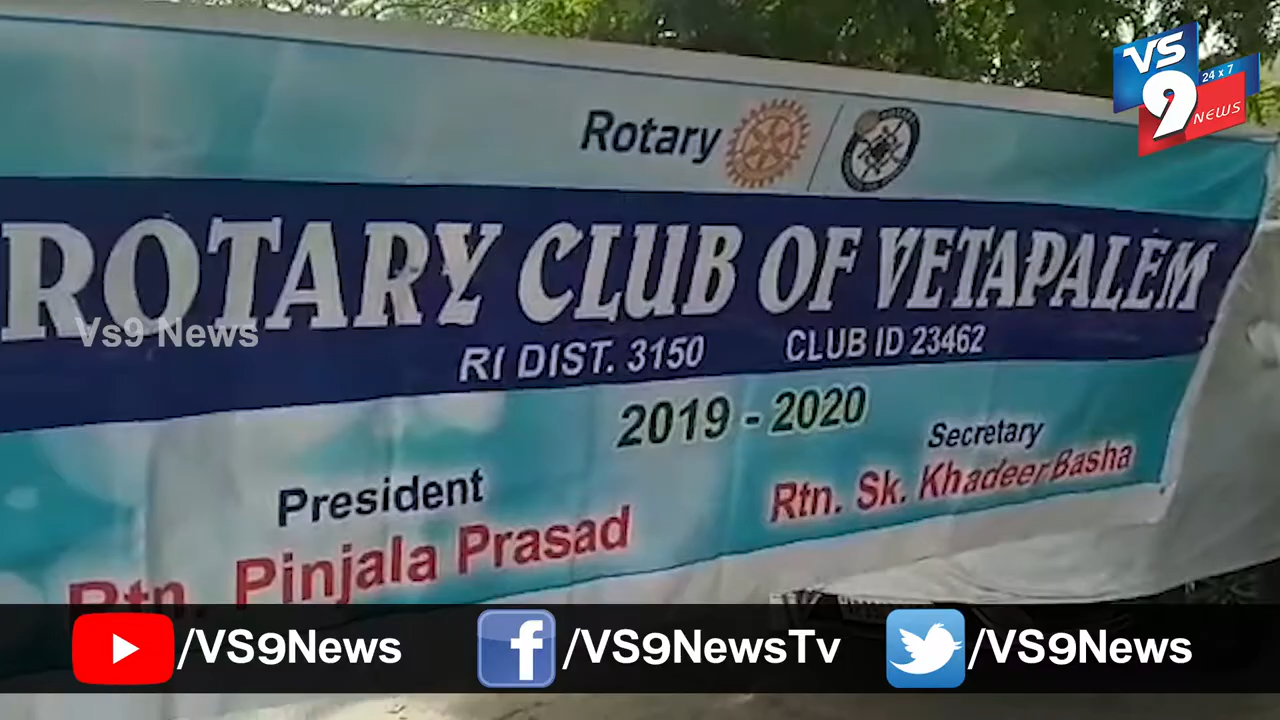 VS
24 x 7
9
NEWS
Rotary
ROTARY CLUB OF VETAPALEM
Vs9 News
RI DIST. 3150 CLUB ID 23462
2019 - 2020
President
Secretary
Rtn. Pinjala Prasad
Rtn. Sk. Khadeer Basha
/VS9News
/VS9NewsTv
/VS9News